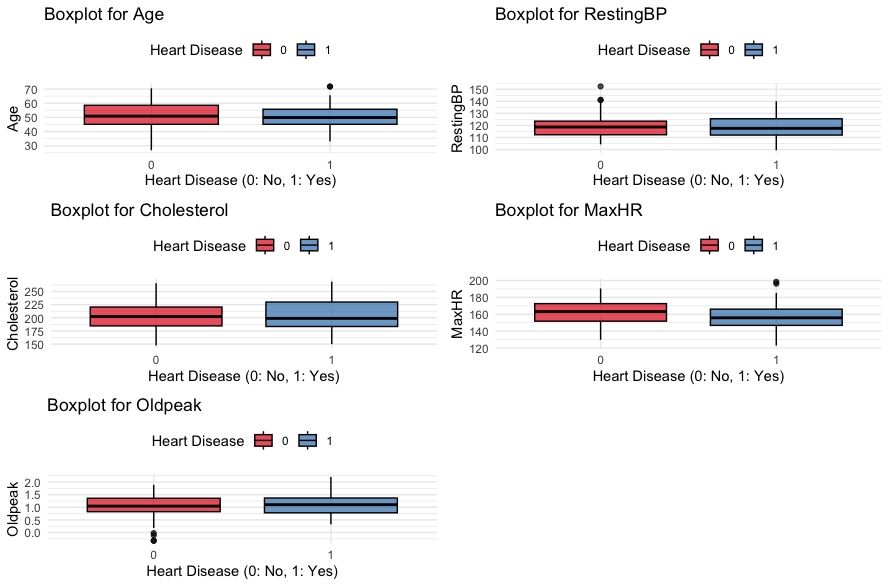 Boxplot for Age
Heart Disease 0 1
70
60
50
40
30
Age
0 1
Heart Disease (0: No, 1: Yes)
Boxplot for RestingBP
Heart Disease 0 1
150
140
130
120
110
100
RestingBP
0 1
Heart Disease (0: No, 1: Yes)
Boxplot for Cholesterol
Heart Disease 0 1
250
225
200
175
150
Cholesterol
0 1
Heart Disease (0: No, 1: Yes)
Boxplot for MaxHR
Heart Disease 0 1
200
180
160
140
120
MaxHR
0 1
Heart Disease (0: No, 1: Yes)
Boxplot for Oldpeak
Heart Disease 0 1
2.0
1.5
1.0
0.5
0.0
Oldpeak
0 1
Heart Disease (0: No, 1: Yes)